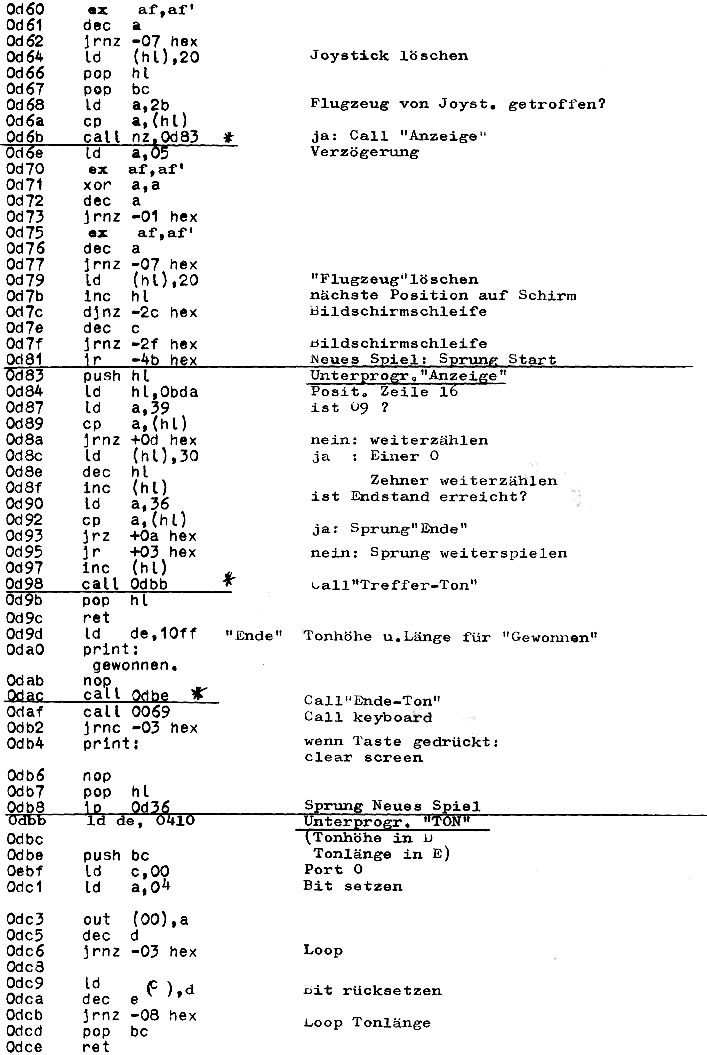 0d60 ex af,af'
0d61 dec a
0d62 jrnz -07 hex
0d64 ld (hl),20 Joystick löschen
0d66 pop hl
0d67 pop bc
0d68 ld a,2b Flugzeug von Joyst. getroffen?
0d6a cp a,(hl)
0d6b call nz,0d83 * ja: Call "Anzeige"
0d6e ld a,05 Verzögerung
0d70 ex af,af'
0d71 xor a,a
0d72 dec a
0d73 jrnz -01 hex
0d75 ex af,af'
0d76 dec a
0d77 jrnz -07 hex
0d79 ld (hl),20 "Flugzeug"löschen
0d7b inc hl nächste Position auf Schirm
0d7c djnz -2c hex Bildschirmschleife
0d7e dec c
0d7f jrnz -2f hex Bildschirmschleife
0d81 jr -4b hex Neues Spiel: Sprung Start
0d83 push hl Unterprogr."Anzeige"
0d84 ld hl,0bda Posit. Zeile 16
0d87 ld a,39 ist 09 ?
0d89 cp a,(hl)
0d8a jrnz +0d hex nein: weiterzählen
0d8c ld (hl),30 ja : Einer 0
0d8e dec hl
0d8f inc (hl) Zehner weiterzählen
0d90 ld a,36 ist Endstand erreicht?
0d92 cp a,(hl)
0d93 jrz +0a hex ja: Sprung"Ende"
0d95 jr +03 hex nein: Sprung weiterspielen
0d97 inc (hl)
0d98 call 0dbb * Call"Treffer-Ton"
0d9b pop hl
0d9c ret
0d9d ld de,10ff "Ende" Tonhöhe u.Länge für "Gewonnen"
0da0 print:
gewonnen.
0dab nop
0dac call 0dbe * Call"Ende-Ton"
0daf call 0069 Call keyboard
0db2 jrnc -03 hex
0db4 print: wenn Taste gedrückt:
clear screen
0db6 nop
0db7 pop hl
0db8 jp 0d36 Sprung Neues Spiel
0dbb ld de, 0410 Unterprogr. "TON"
0dbc (Tonhöhe in D
0dbe push bc Tonlänge in E)
0ebf ld c,00 Port 0
0dc1 ld a,04 Bit setzen
0dc3 out (00),a
0dc5 dec d
0dc6 jrnz -03 hex Loop
0dc8
0dc9 ld (c ),d Bit rücksetzen
0dca dec e
0dcb jrnz -08 hex Loop Tonlänge
0dcd pop bc
0dce ret